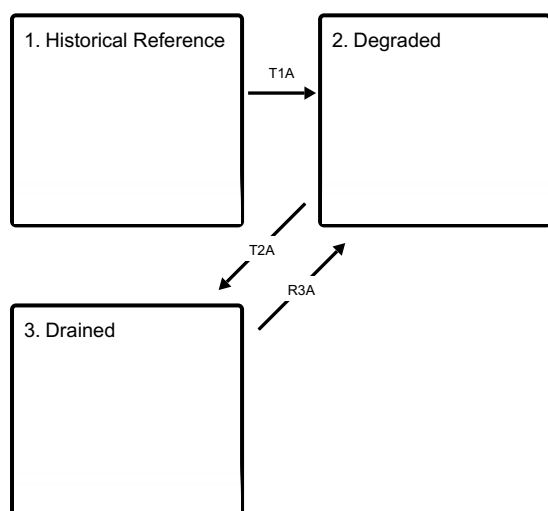 1. Historical Reference
2. Degraded
T1A
T2A
R3A
3. Drained